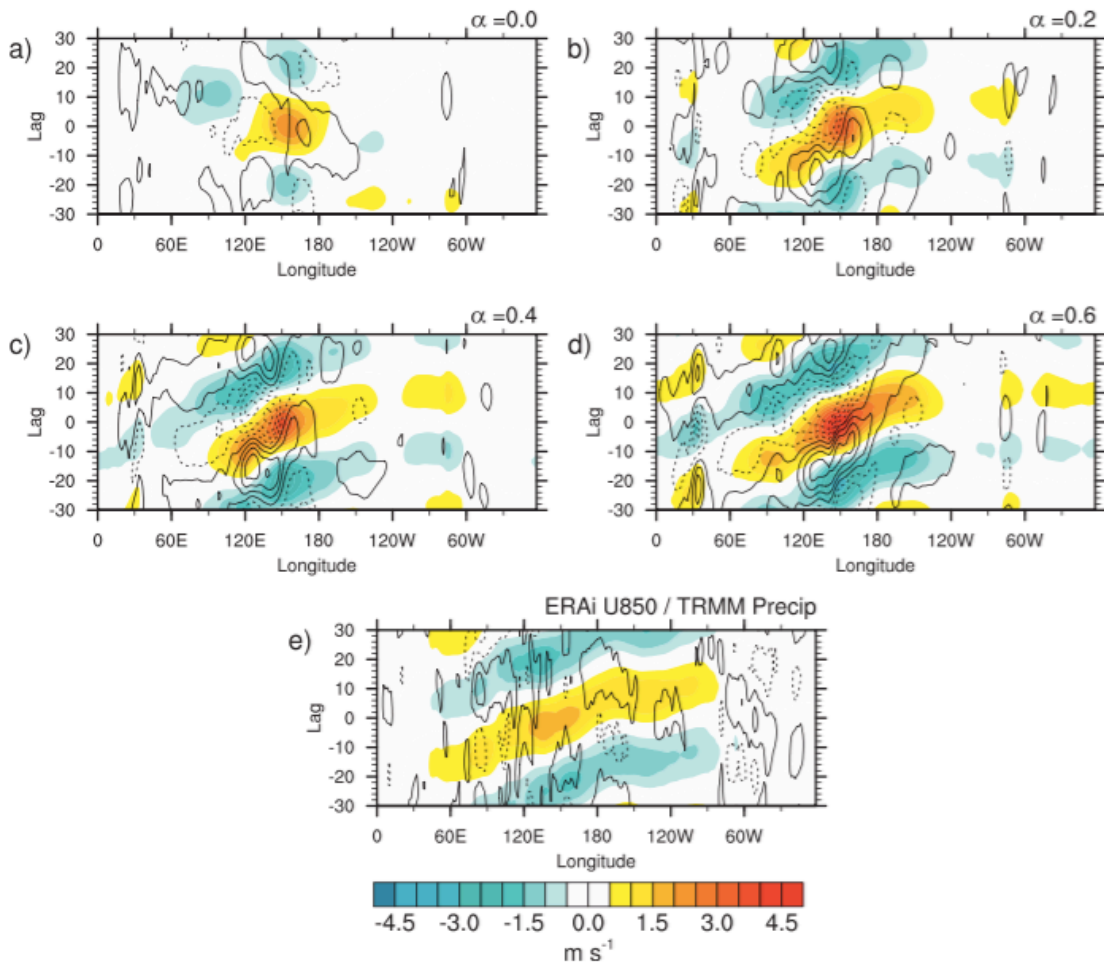 α =0.0
α =0.2
a)
b)
30
20
10
0
-10
-20
-30
Lag
0 60E 120E 180 120W 60W
Longitude
30
20
10
0
-10
-20
-30
Lag
0 60E 120E 180 120W 60W
Longitude
α =0.4
α =0.6
c)
d)
30
20
10
0
-10
-20
-30
Lag
0 60E 120E 180 120W 60W
Longitude
30
20
10
0
-10
-20
-30
Lag
0 60E 120E 180 120W 60W
Longitude
ERAi U850 / TRMM Precip
e)
30
20
10
0
-10
-20
-30
Lag
0 60E 120E 180 120W 60W
Longitude
-4.5 -3.0 -1.5 0.0 1.5 3.0 4.5
m s⁻¹